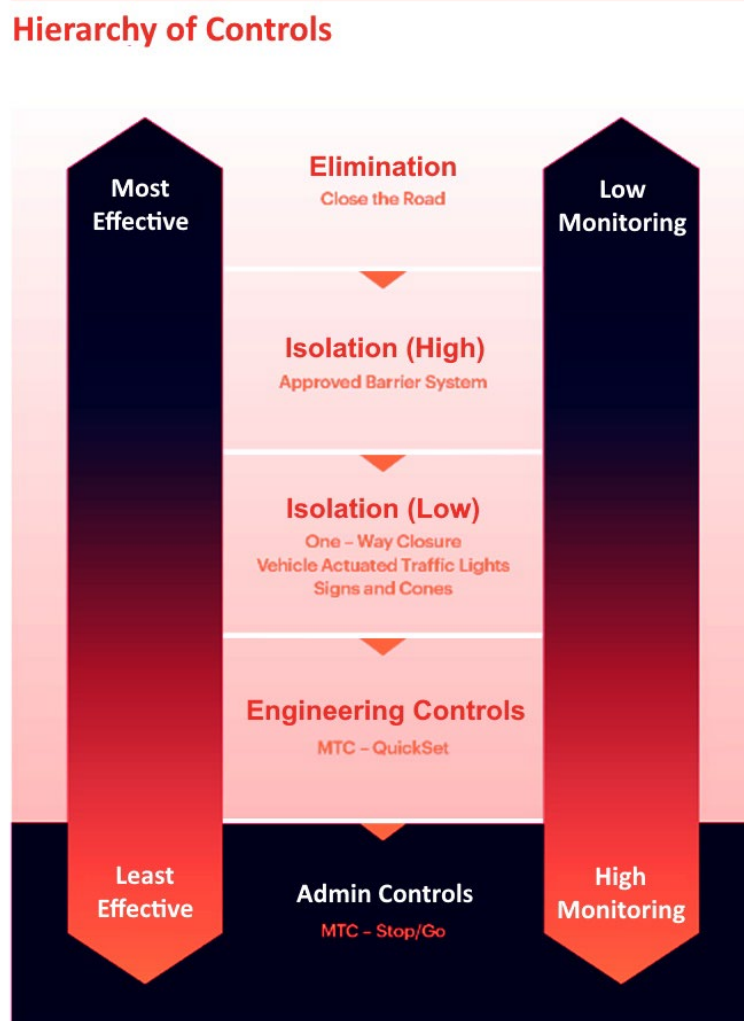 Hierarchy of Controls
Most
Effective
Elimination
Close the Road
Low
Monitoring
Isolation (High)
Approved Barrier System
Isolation (Low)
One – Way Closure
Vehicle Actuated Traffic Lights
Signs and Cones
Engineering Controls
MTC – QuickSet
Least
Effective
Admin Controls
MTC – Stop/Go
High
Monitoring